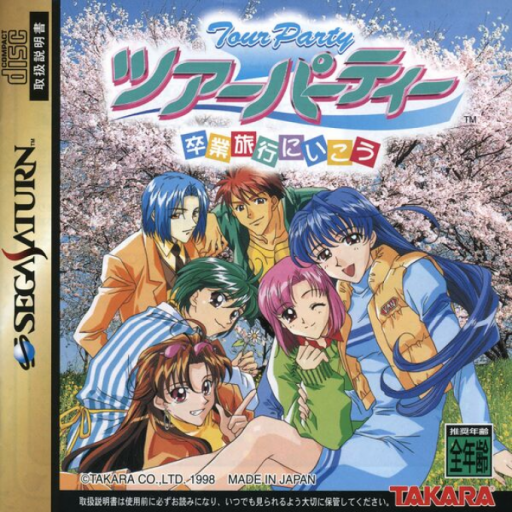 COMPACT
disc
取扱説明書
Tour Party
ツアーパーティー
TM
卒業旅行にいこう
SEGA SATURN
TM
推奨年齢
全年齢
©TAKARA CO.,LTD. 1998 MADE IN JAPAN
TAKARA
取扱説明書は使用前に必ずお読みになり、いつでも見られるよう大切に保管してください。